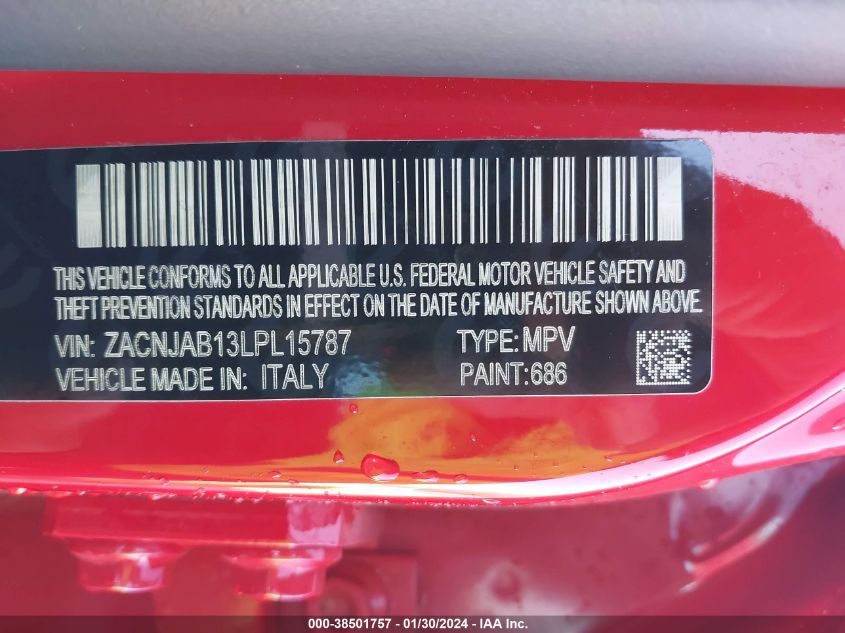 THIS VEHICLE CONFORMS TO ALL APPLICABLE U.S. FEDERAL MOTOR VEHICLE SAFETY AND
THEFT PREVENTION STANDARDS IN EFFECT ON THE DATE OF MANUFACTURE SHOWN ABOVE.
VIN: ZACNJAB13LPL15787 TYPE: MPV
VEHICLE MADE IN: ITALY PAINT:686
000-38501757 - 01/30/2024 - IAA Inc.